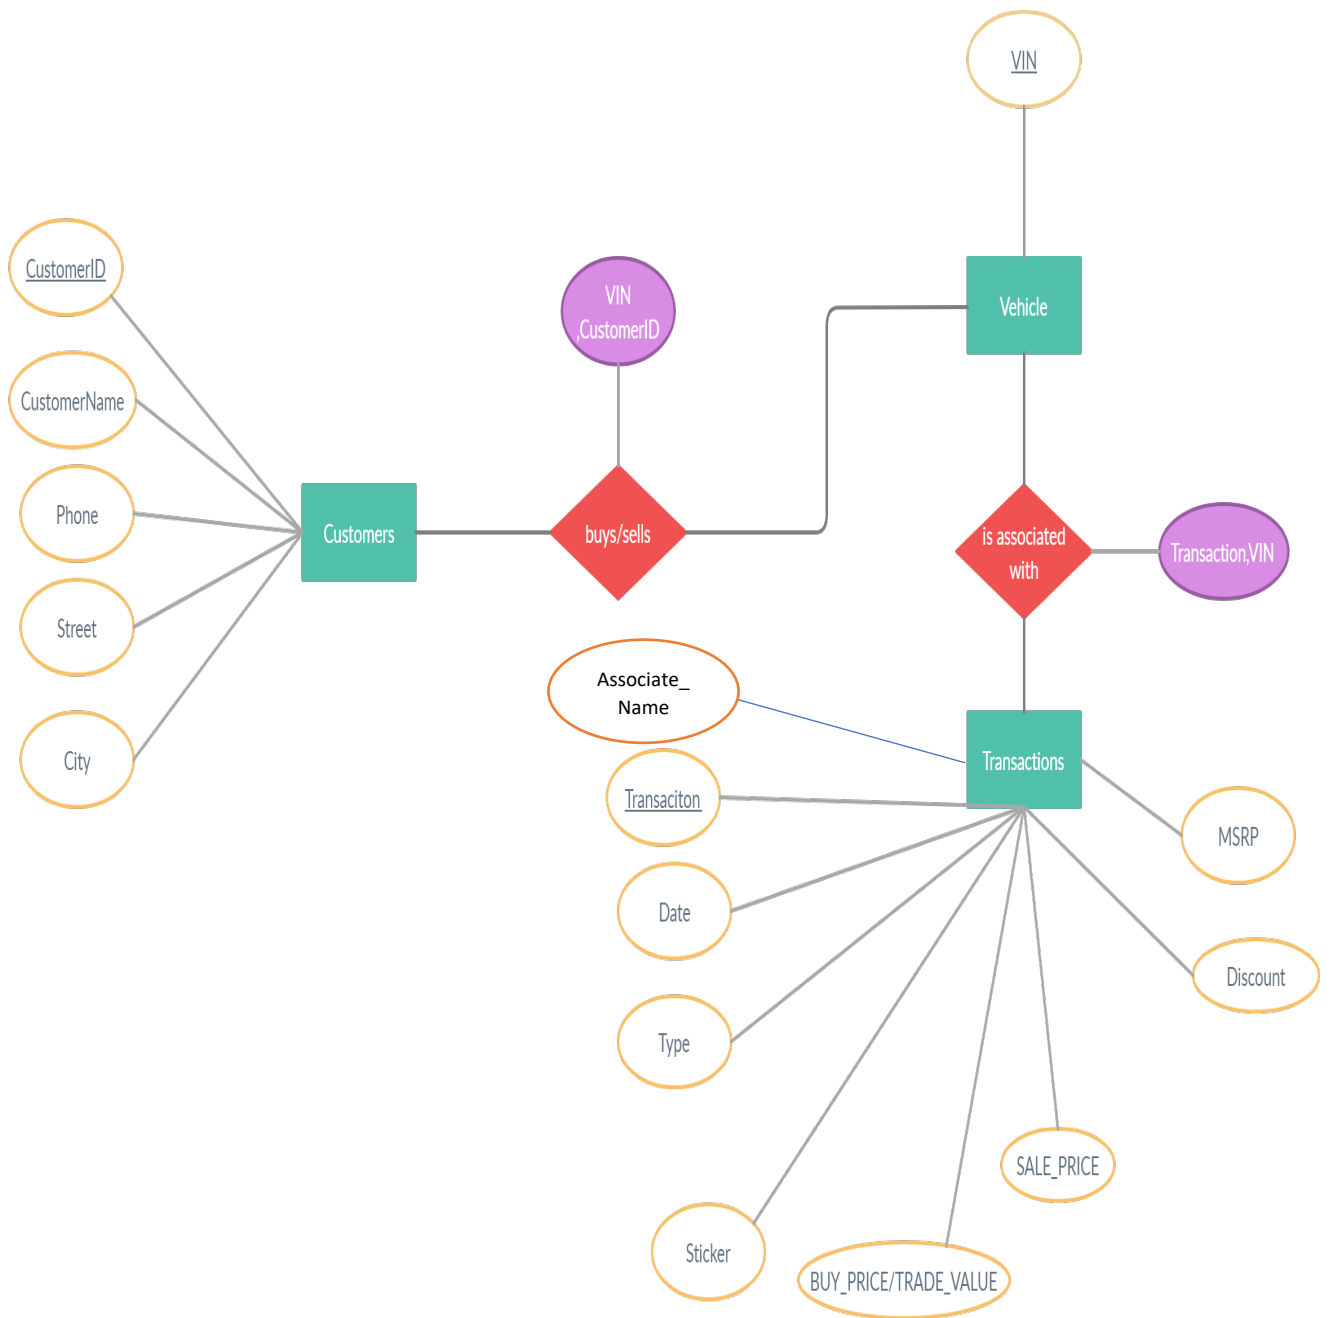 VIN
CustomerID
VIN
,CustomerID
Vehicle
CustomerName
Phone
Customers
buys/sells
is associated
with
Transaction,VIN
Street
Associate_
Name
City
Transactions
Transaciton
MSRP
Date
Discount
Type
SALE_PRICE
Sticker
BUY_PRICE/TRADE_VALUE